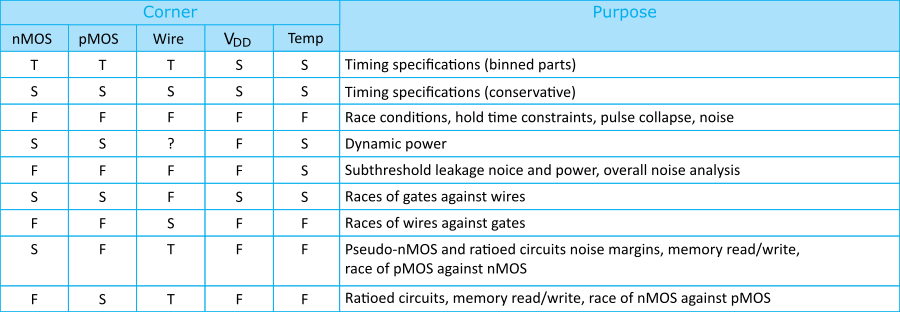 Corner Purpose
nMOS pMOS Wire VDD Temp
T T T S S Timing specifications (binned parts)
S S S S S Timing specifications (conservative)
F F F F F Race conditions, hold time constraints, pulse collapse, noise
S S ? F S Dynamic power
F F F F S Subthreshold leakage noice and power, overall noise analysis
S S F S S Races of gates against wires
F F S F F Races of wires against gates
S F T F F Pseudo-nMOS and ratioed circuits noise margins, memory read/write,
race of pMOS against nMOS
F S T F F Ratioed circuits, memory read/write, race of nMOS against pMOS